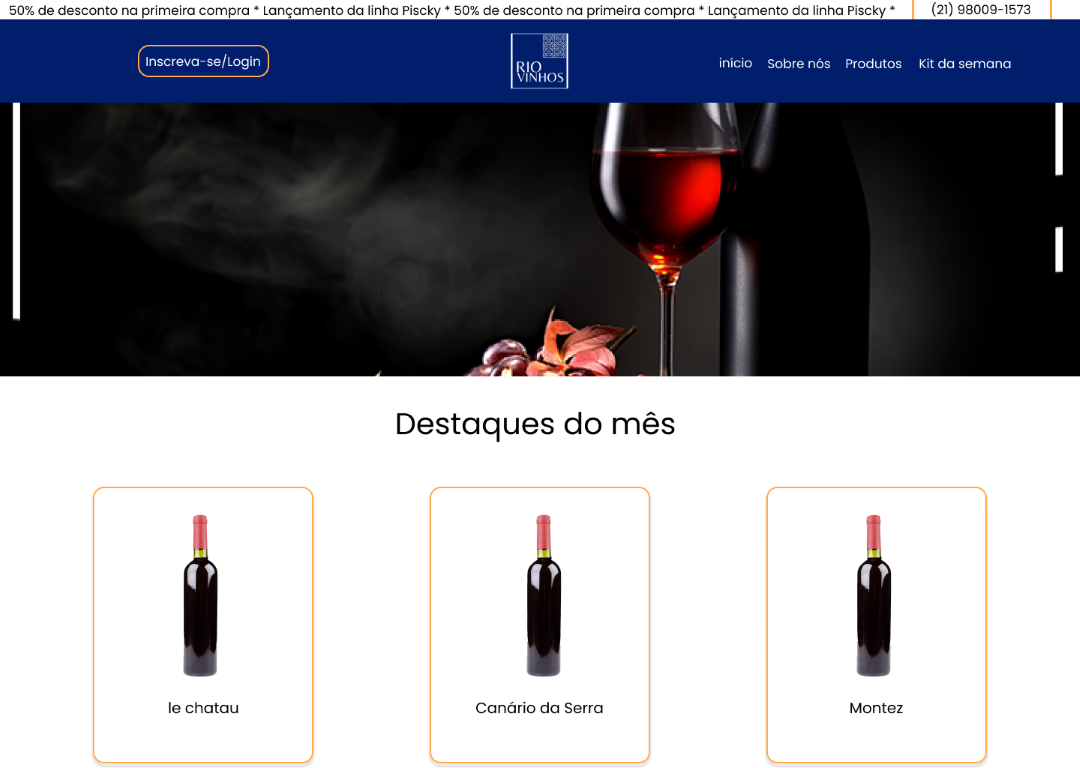 50% de desconto na primeira compra * Lançamento da linha Piscky * 50% de desconto na primeira compra * Lançamento da linha Piscky *
(21) 98009-1573
Inscreva-se/Login
RIO
VINHOS
início
Sobre nós
Produtos
Kit da semana
Destaques do mês
le chatau
Canário da Serra
Montez